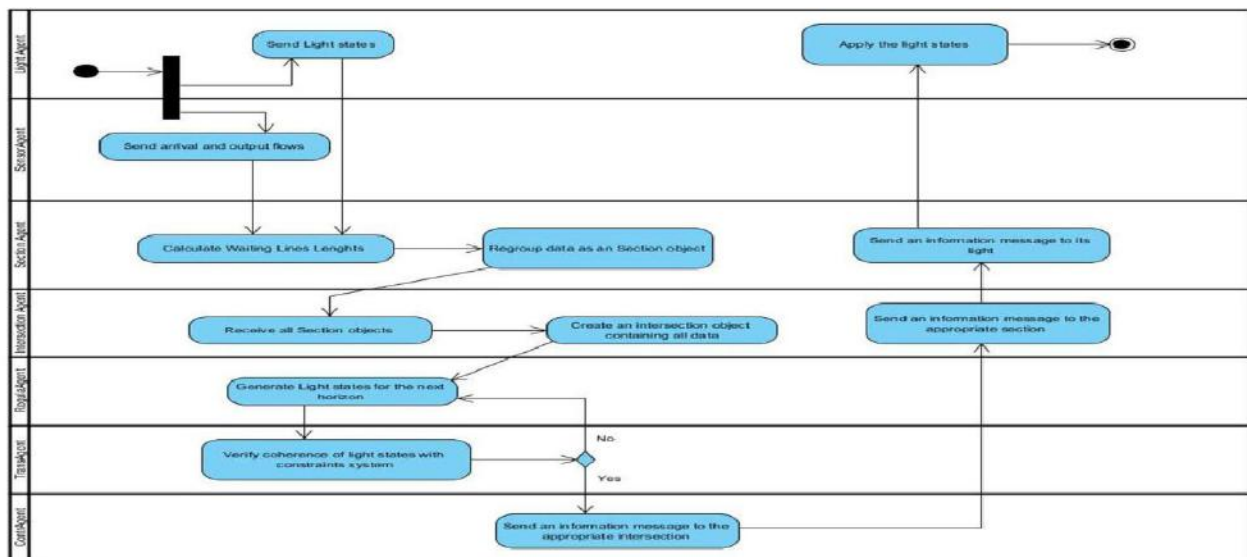 Light Agent
Send Light states
Apply the light states
SensorAgent
Send arrival and output flows
Section Agent
Calculate Waiting Lines Lenghts
Regroup data as an Section object
Send an information message to its
light
Intersection Agent
Receive all Section objects
Create an intersection object
containing all data
Send an information message to the
appropriate section
RegulaAgent
Generate Light states for the next
horizon
TransAgent
Verify coherence of light states with
constraints system
No
Yes
ContrAgent
Send an information message to the
appropriate intersection